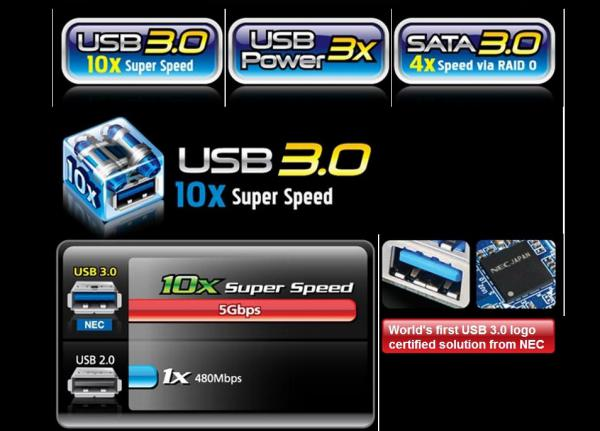 USB 3.0
10x Super Speed
USB
Power 3x
SATA 3.0
4x Speed via RAID 0
10x
USB 3.0
10x Super Speed
USB 3.0
NEC
10x Super Speed
5Gbps
USB 2.0
1x 480Mbps
NEC JAPAN
World's first USB 3.0 logo
certified solution from NEC